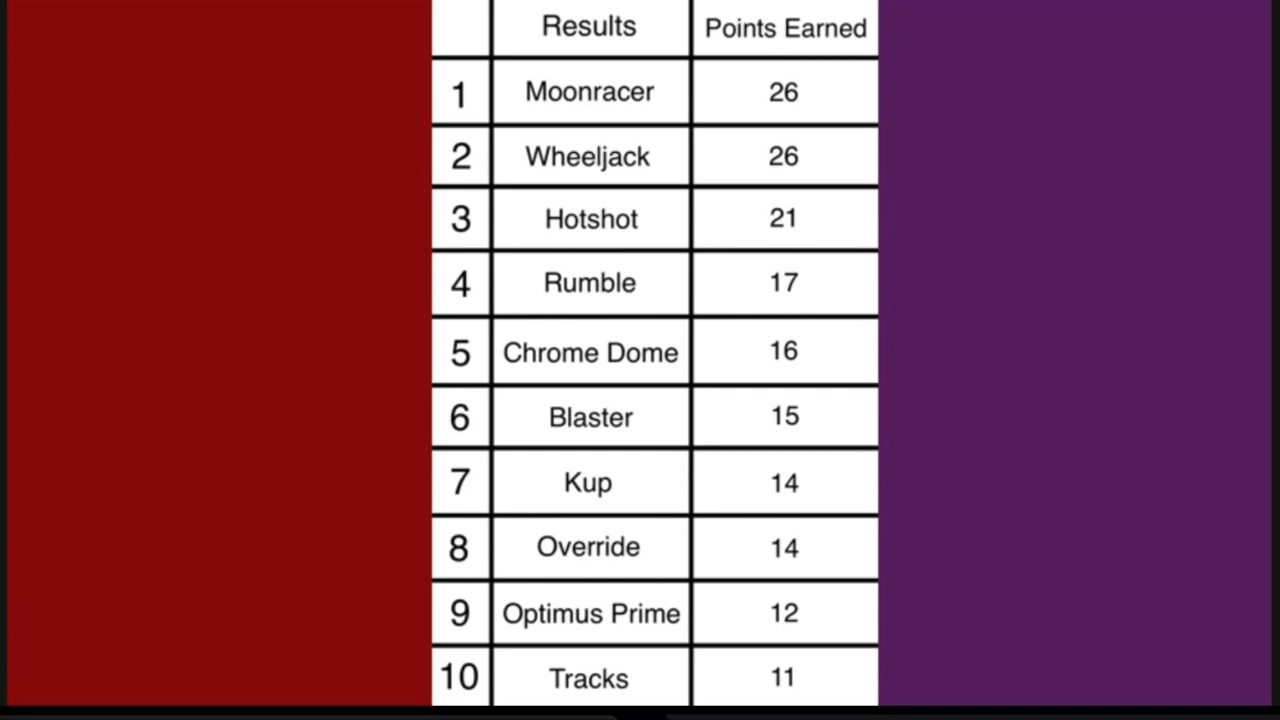 Results Points Earned
1 Moonracer 26
2 Wheeljack 26
3 Hotshot 21
4 Rumble 17
5 Chrome Dome 16
6 Blaster 15
7 Kup 14
8 Override 14
9 Optimus Prime 12
10 Tracks 11